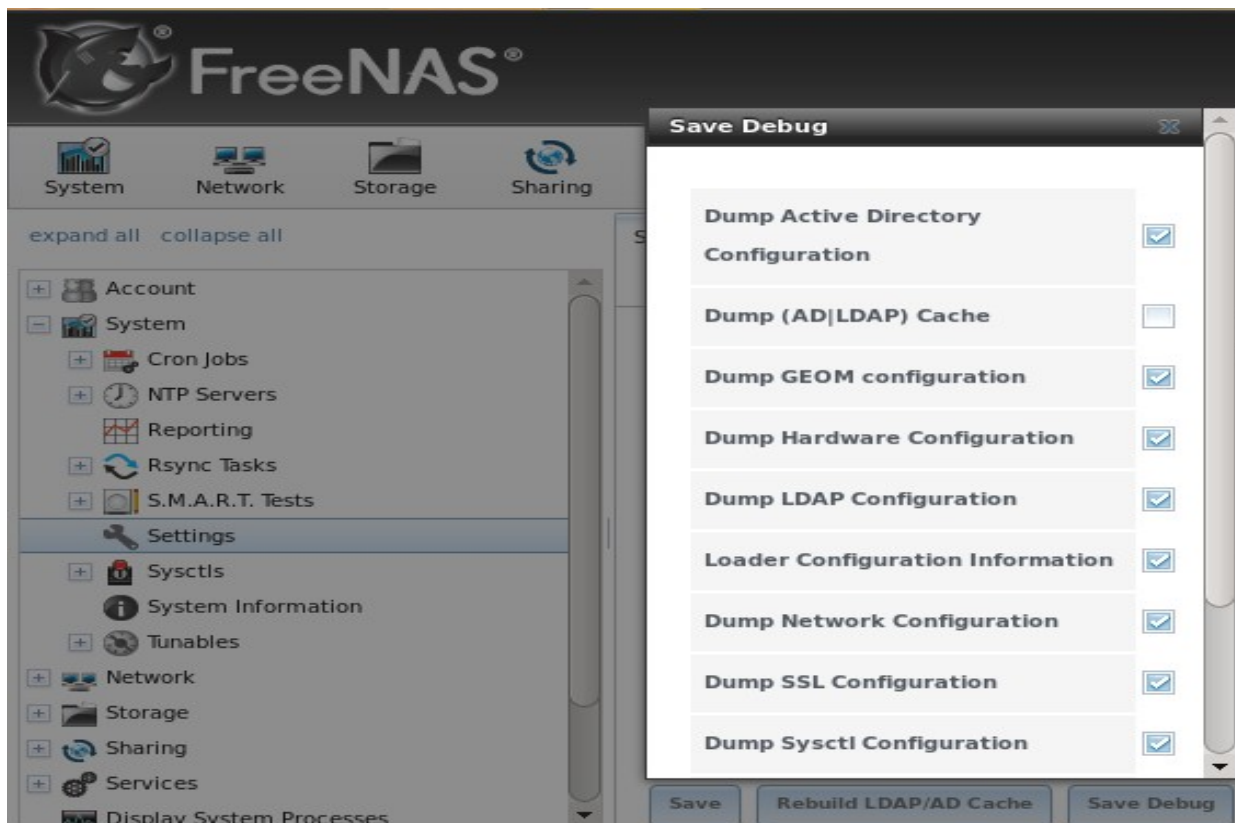 FreeNAS®
System
Network
Storage
Sharing
expand all collapse all
Account
System
Cron Jobs
NTP Servers
Reporting
Rsync Tasks
S.M.A.R.T. Tests
Settings
Sysctls
System Information
Tunables
Network
Storage
Sharing
Services
Display System Processes
Save Debug
Dump Active Directory
Configuration
Dump (AD|LDAP) Cache
Dump GEOM configuration
Dump Hardware Configuration
Dump LDAP Configuration
Loader Configuration Information
Dump Network Configuration
Dump SSL Configuration
Dump Sysctl Configuration
Save
Rebuild LDAP/AD Cache
Save Debug